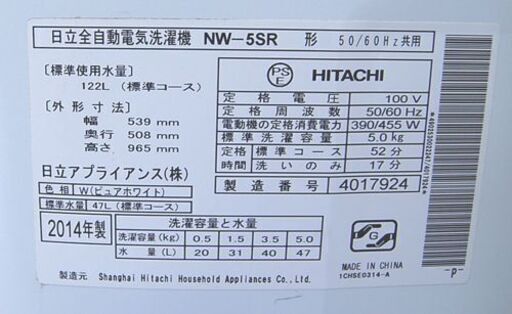 日立全自動電気洗濯機 NW-5SR 形 50/60Hz共用
〔標準使用水量〕
122L (標準コース)
〔外形寸法〕
幅 539 mm
奥行 508 mm
高さ 965 mm
日立アプライアンス(株)
色相 W(ピュアホワイト)
標準水量 47L(標準コース)
PS
E
HITACHI
定格電圧 100 V
定格周波数 50/60 Hz
電動機の定格消費電力 390/455 W
標準洗濯容量 5.0kg
定格 標準コース 52分
時間 洗いのみ 17分
製造番号 4017924
2014年製
洗濯容量と水量
洗濯容量(kg) 0.5 1.5 3.5 5.0
水量(L) 20 31 40 47
G
MADE IN CHINA
1CHSE0314-A
-P-
製造元 Shanghai Hitachi Household Appliances Co.,Ltd.